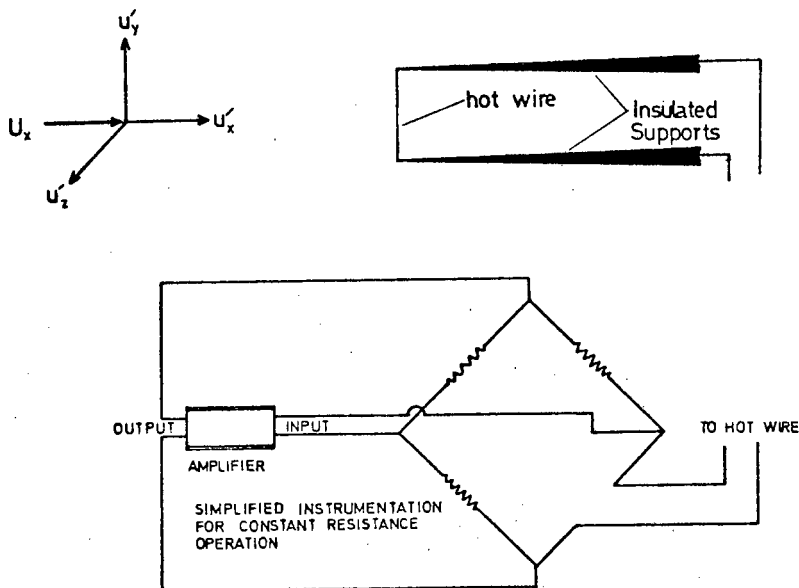 u′y
Ux
u′x
u′z
hot wire
Insulated
Supports
OUTPUT
INPUT
TO HOT WIRE
AMPLIFIER
SIMPLIFIED INSTRUMENTATION
FOR CONSTANT RESISTANCE
OPERATION